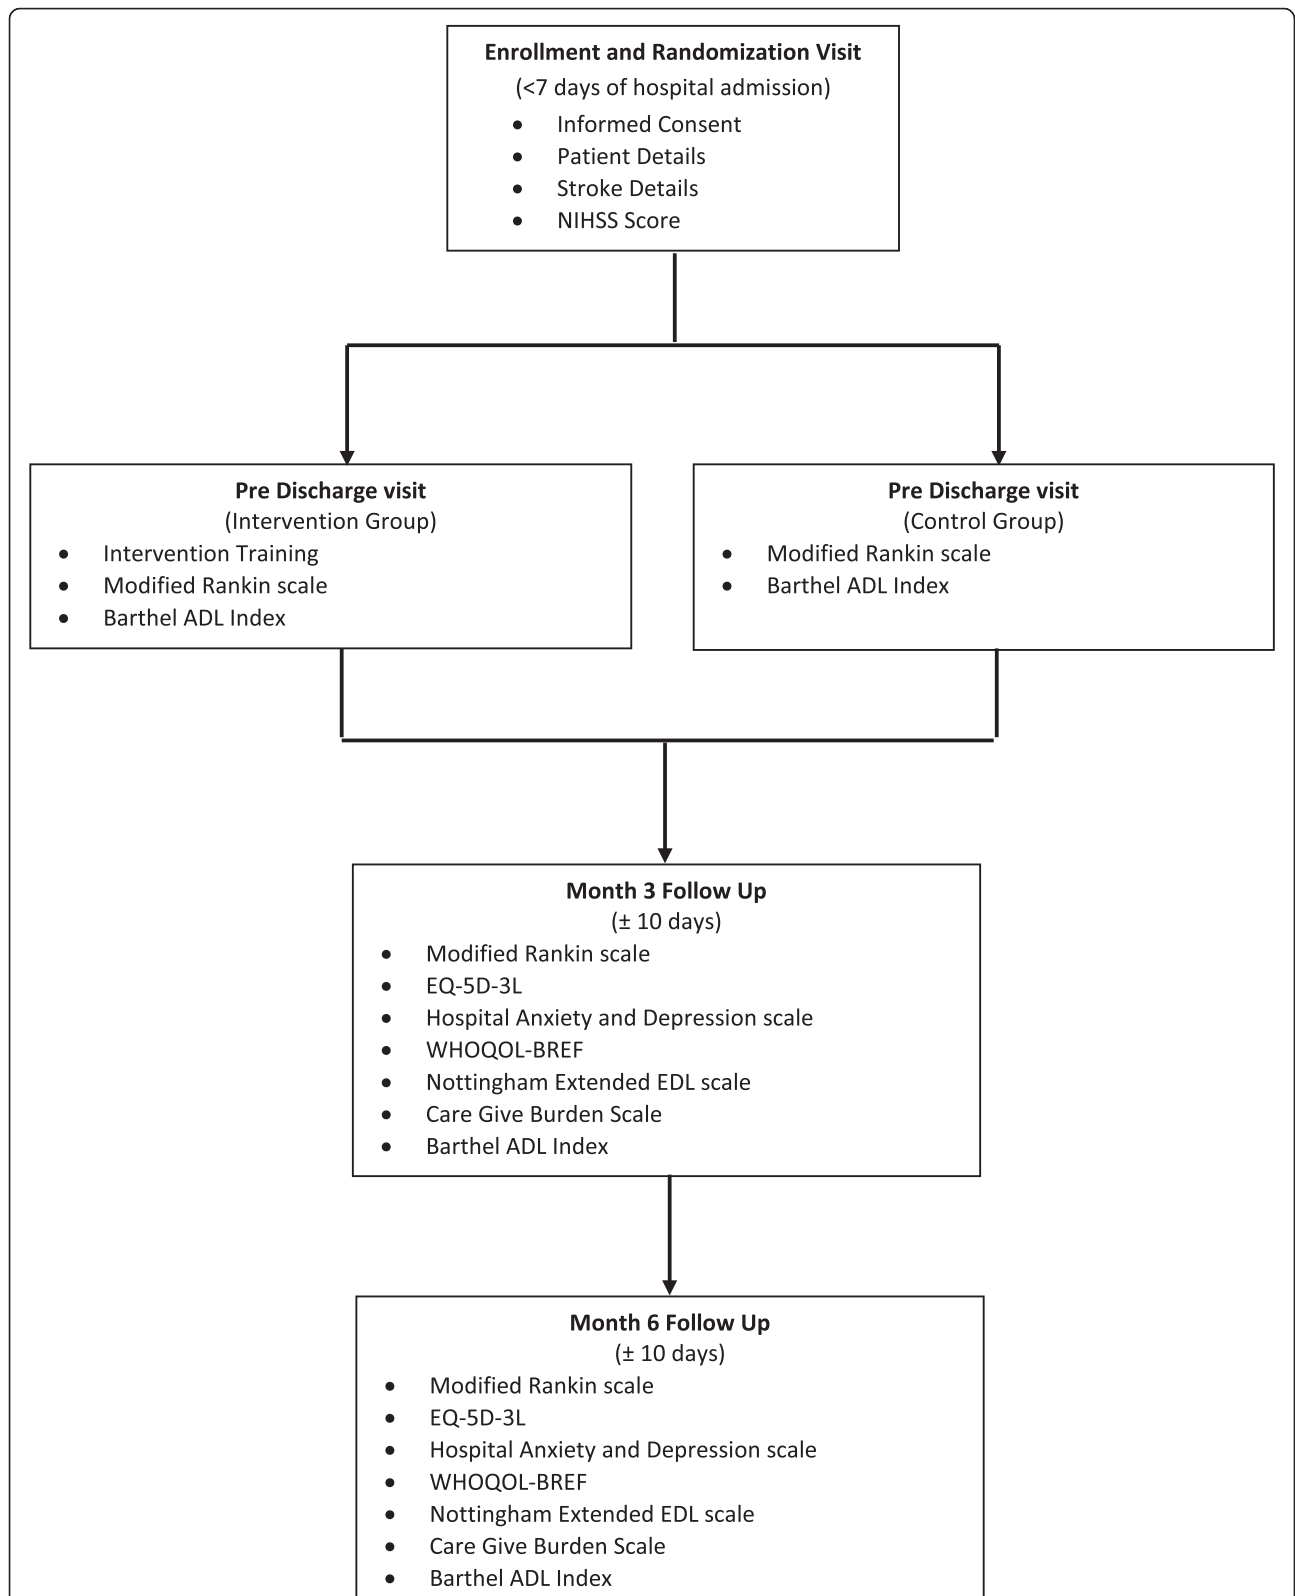 Enrollment and Randomization Visit
(<7 days of hospital admission)
• Informed Consent
• Patient Details
• Stroke Details
• NIHSS Score
Pre Discharge visit
(Intervention Group)
• Intervention Training
• Modified Rankin scale
• Barthel ADL Index
Pre Discharge visit
(Control Group)
• Modified Rankin scale
• Barthel ADL Index
Month 3 Follow Up
(± 10 days)
• Modified Rankin scale
• EQ-5D-3L
• Hospital Anxiety and Depression scale
• WHOQOL-BREF
• Nottingham Extended EDL scale
• Care Give Burden Scale
• Barthel ADL Index
Month 6 Follow Up
(± 10 days)
• Modified Rankin scale
• EQ-5D-3L
• Hospital Anxiety and Depression scale
• WHOQOL-BREF
• Nottingham Extended EDL scale
• Care Give Burden Scale
• Barthel ADL Index